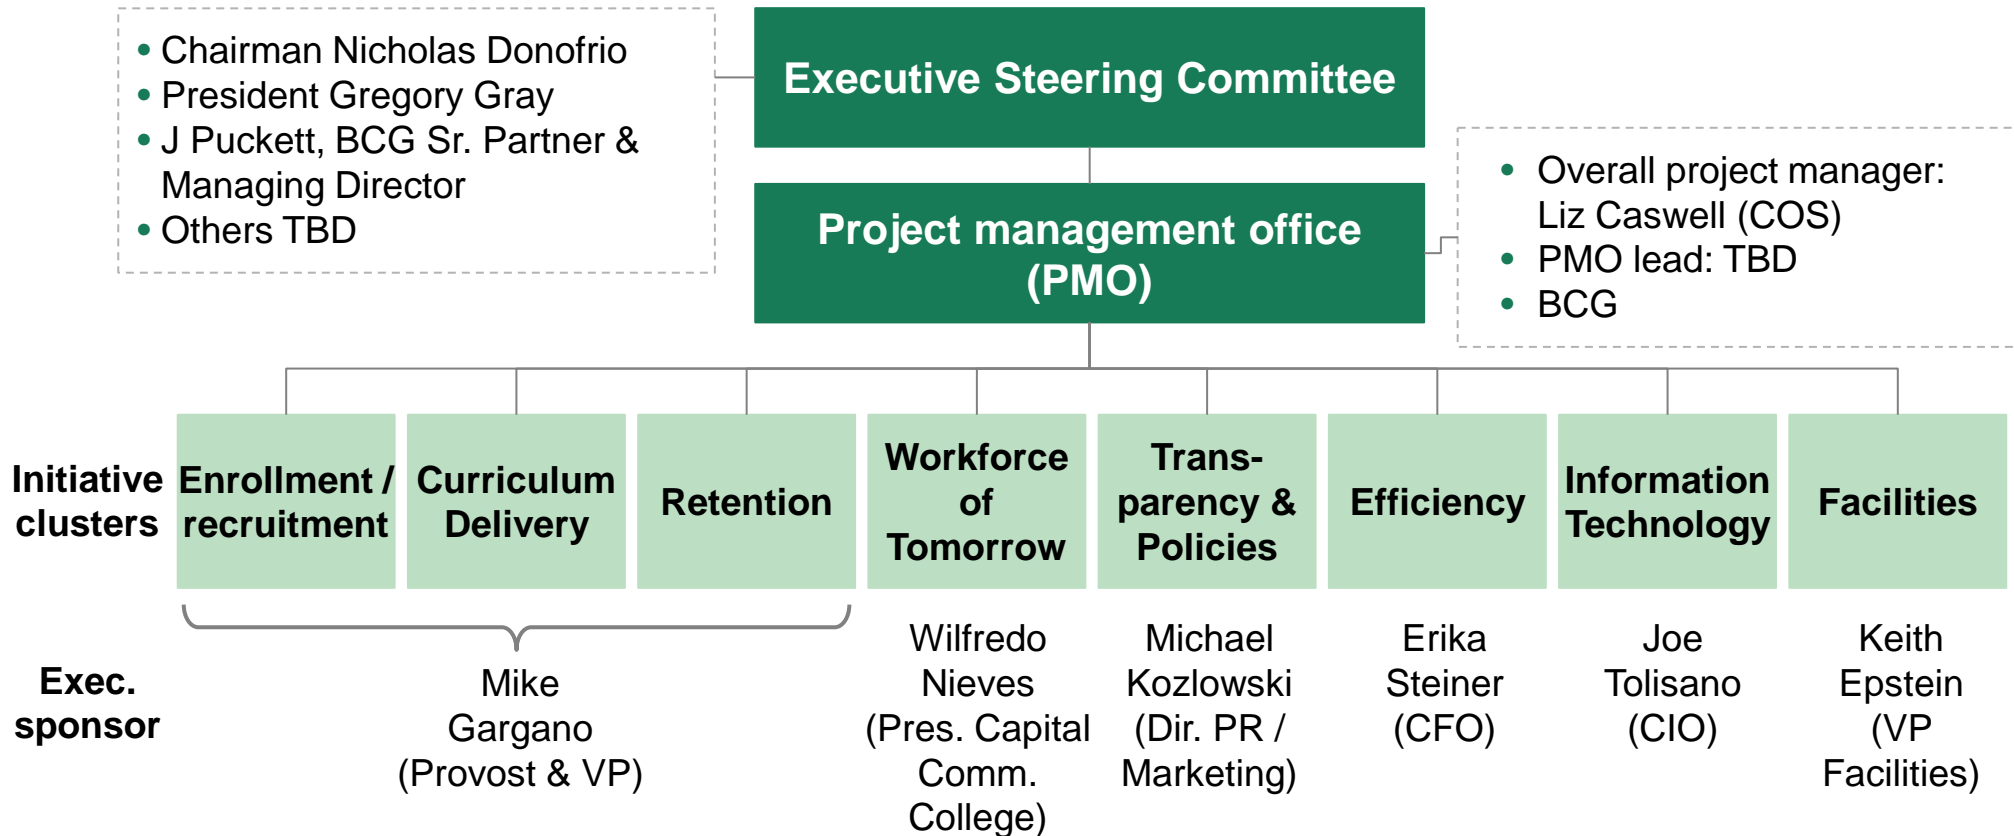 • Chairman Nicholas Donofrio
• President Gregory Gray
• J Puckett, BCG Sr. Partner &
Managing Director
• Others TBD
Executive Steering Committee
Project management office
(PMO)
• Overall project manager:
Liz Caswell (COS)
• PMO lead: TBD
• BCG
Initiative
clusters
Enrollment /
recruitment
Curriculum
Delivery
Retention
Workforce
of
Tomorrow
Trans-
parency &
Policies
Efficiency
Information
Technology
Facilities
Exec.
sponsor
Mike
Gargano
(Provost & VP)
Wilfredo
Nieves
(Pres. Capital
Comm.
College)
Michael
Kozlowski
(Dir. PR /
Marketing)
Erika
Steiner
(CFO)
Joe
Tolisano
(CIO)
Keith
Epstein
(VP
Facilities)